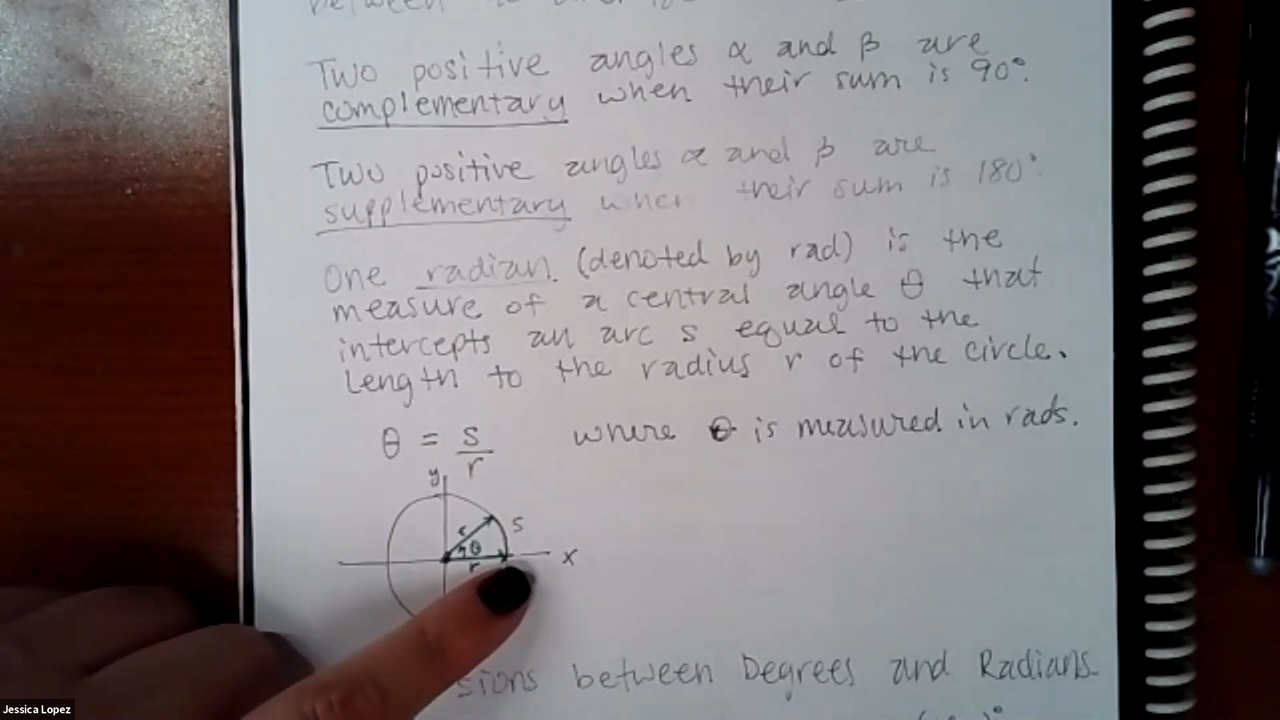 between
Two positive angles α and β are
complementary when their sum is 90°.
Two positive angles α and β are
supplementary when their sum is 180°.
One radian (denoted by rad) is the
measure of a central angle θ that
intercepts an arc s equal to the
length to the radius r of the circle.
θ = s/r where θ is measured in rads.
y
s
r
θ
r
x
sions between Degrees and Radians
Jessica Lopez